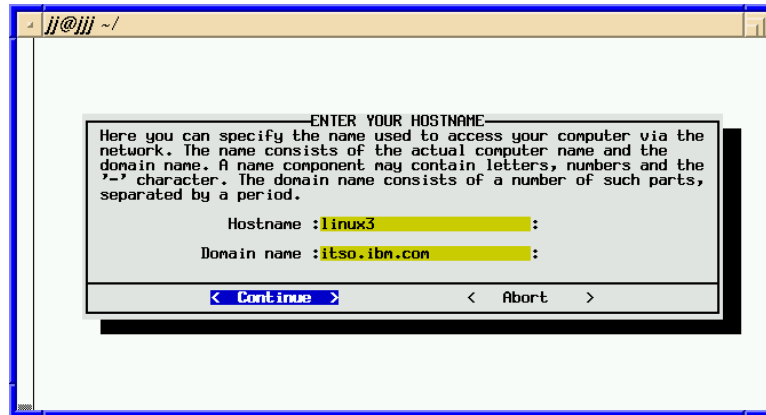 jj@jjj ~/
ENTER YOUR HOSTNAME
Here you can specify the name used to access your computer via the
network. The name consists of the actual computer name and the
domain name. A name component may contain letters, numbers and the
'-' character. The domain name consists of a number of such parts,
separated by a period.
Hostname :linux3 :
Domain name :itso.ibm.com :
< Continue > < Abort >